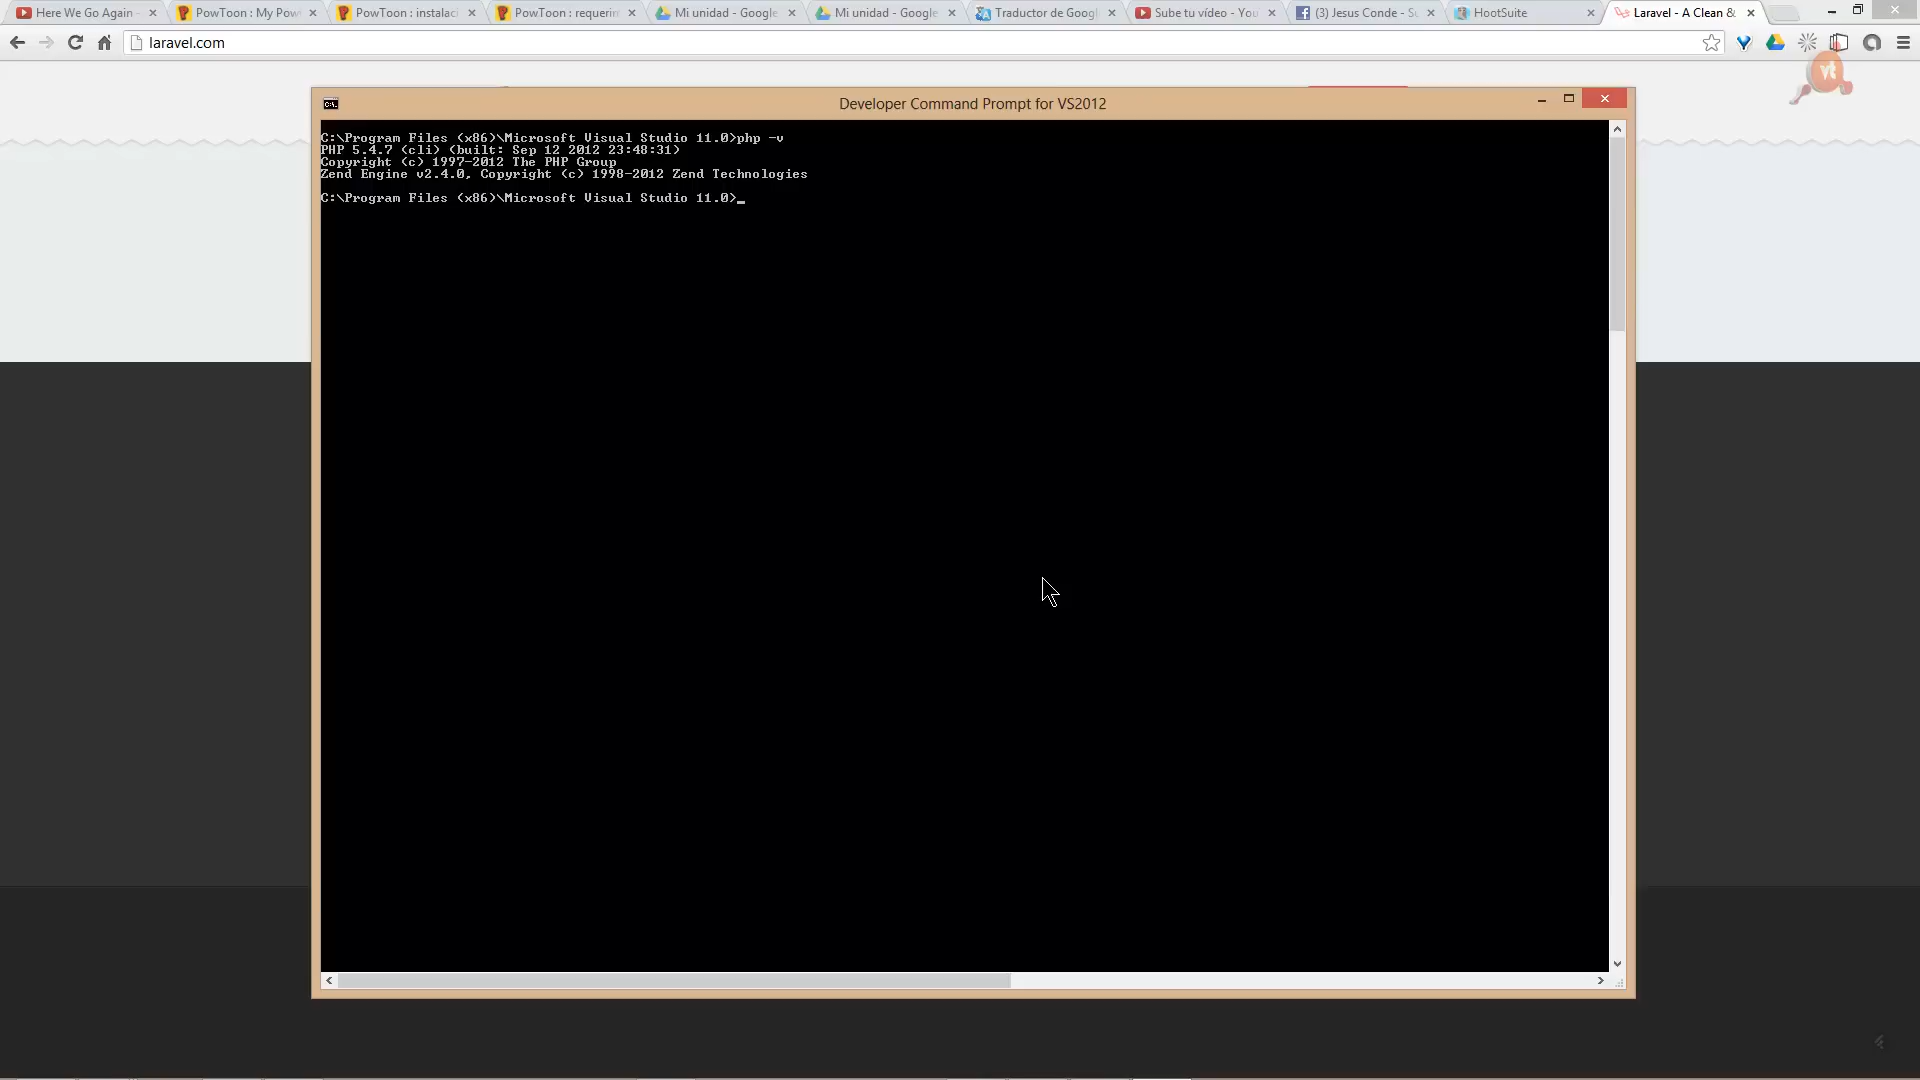 Here We Go Again -
PowToon : My Pow
PowToon : instalaci
PowToon : requerim
Mi unidad - Google
Mi unidad - Google
Traductor de Googl
Sube tu vídeo - You
(3) Jesus Conde - Su
HootSuite
Laravel - A Clean &
laravel.com
vt
C:\.
Developer Command Prompt for VS2012
C:\Program Files (x86)\Microsoft Visual Studio 11.0>php -v
PHP 5.4.7 (cli) (built: Sep 12 2012 23:48:31)
Copyright (c) 1997-2012 The PHP Group
Zend Engine v2.4.0, Copyright (c) 1998-2012 Zend Technologies
C:\Program Files (x86)\Microsoft Visual Studio 11.0>_